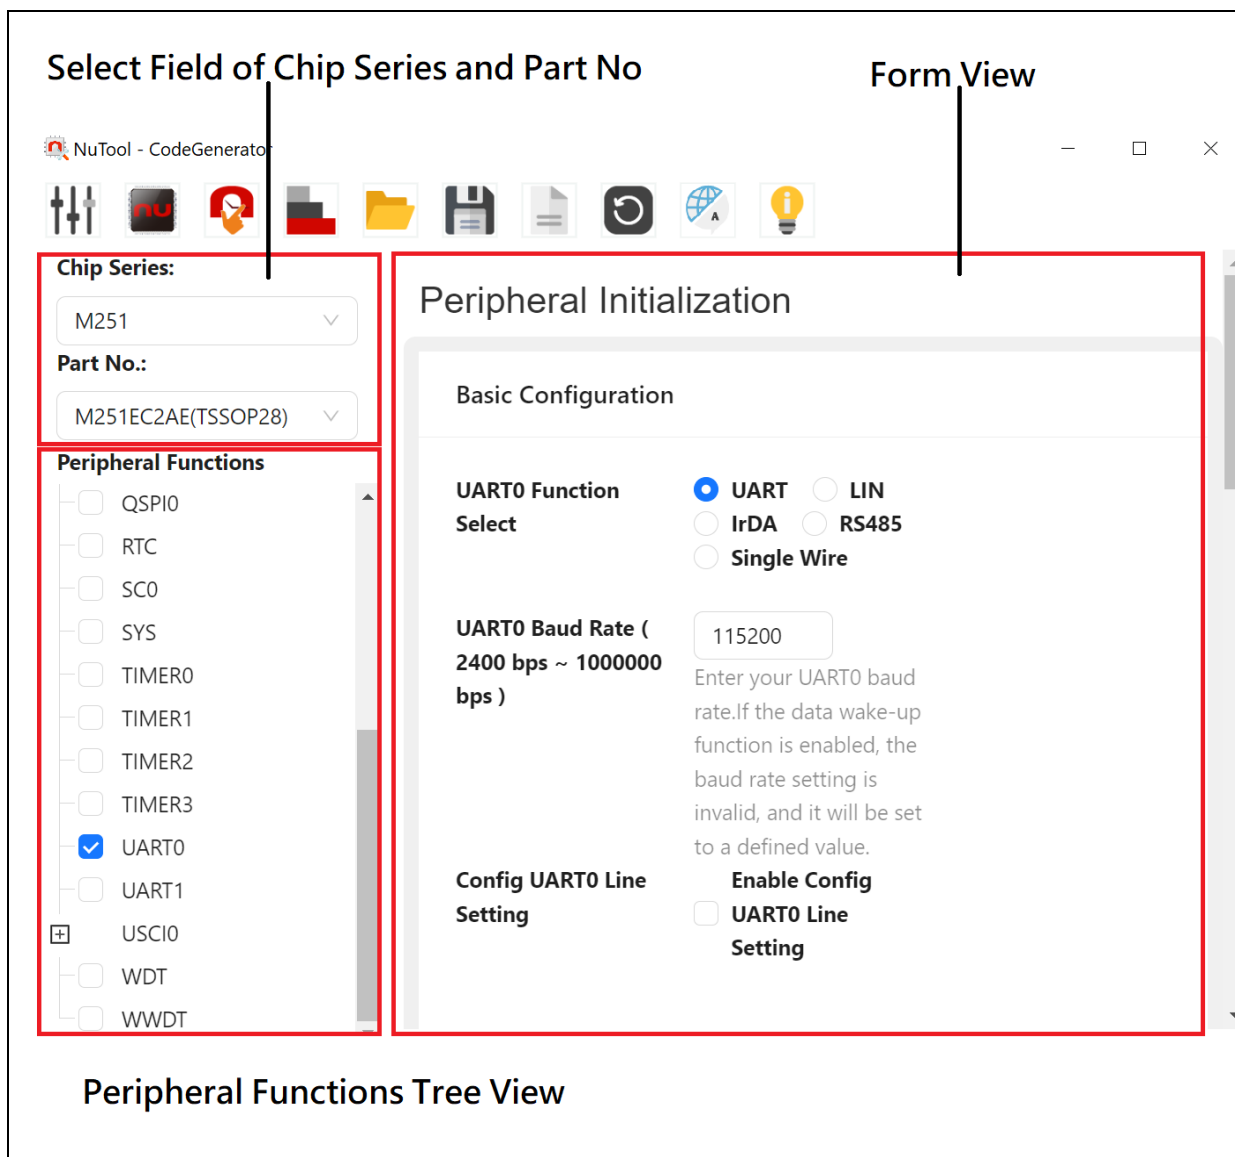 Select Field of Chip Series and Part No
Form View
NuTool - CodeGenerator
nu
A
i
Chip Series:
M251
Part No.:
M251EC2AE(TSSOP28)
Peripheral Functions
QSPI0
RTC
SC0
SYS
TIMER0
TIMER1
TIMER2
TIMER3
UART0
UART1
USCI0
WDT
WWDT
Peripheral Initialization
Basic Configuration
UART0 Function
Select
UART LIN
IrDA RS485
Single Wire
UART0 Baud Rate (
2400 bps ~ 1000000
bps )
115200
Enter your UART0 baud
rate.If the data wake-up
function is enabled, the
baud rate setting is
invalid, and it will be set
to a defined value.
Config UART0 Line
Setting
Enable Config
UART0 Line
Setting
Peripheral Functions Tree View